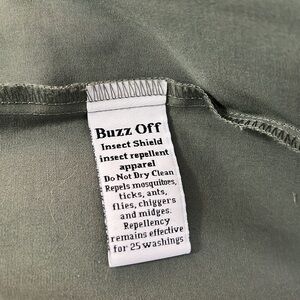 Buzz Off
Insect Shield
insect repellent
apparel
Do Not Dry Clean
Repels mosquitoes,
ticks, ants,
flies, chiggers
and midges.
Repellency
remains effective
for 25 washings